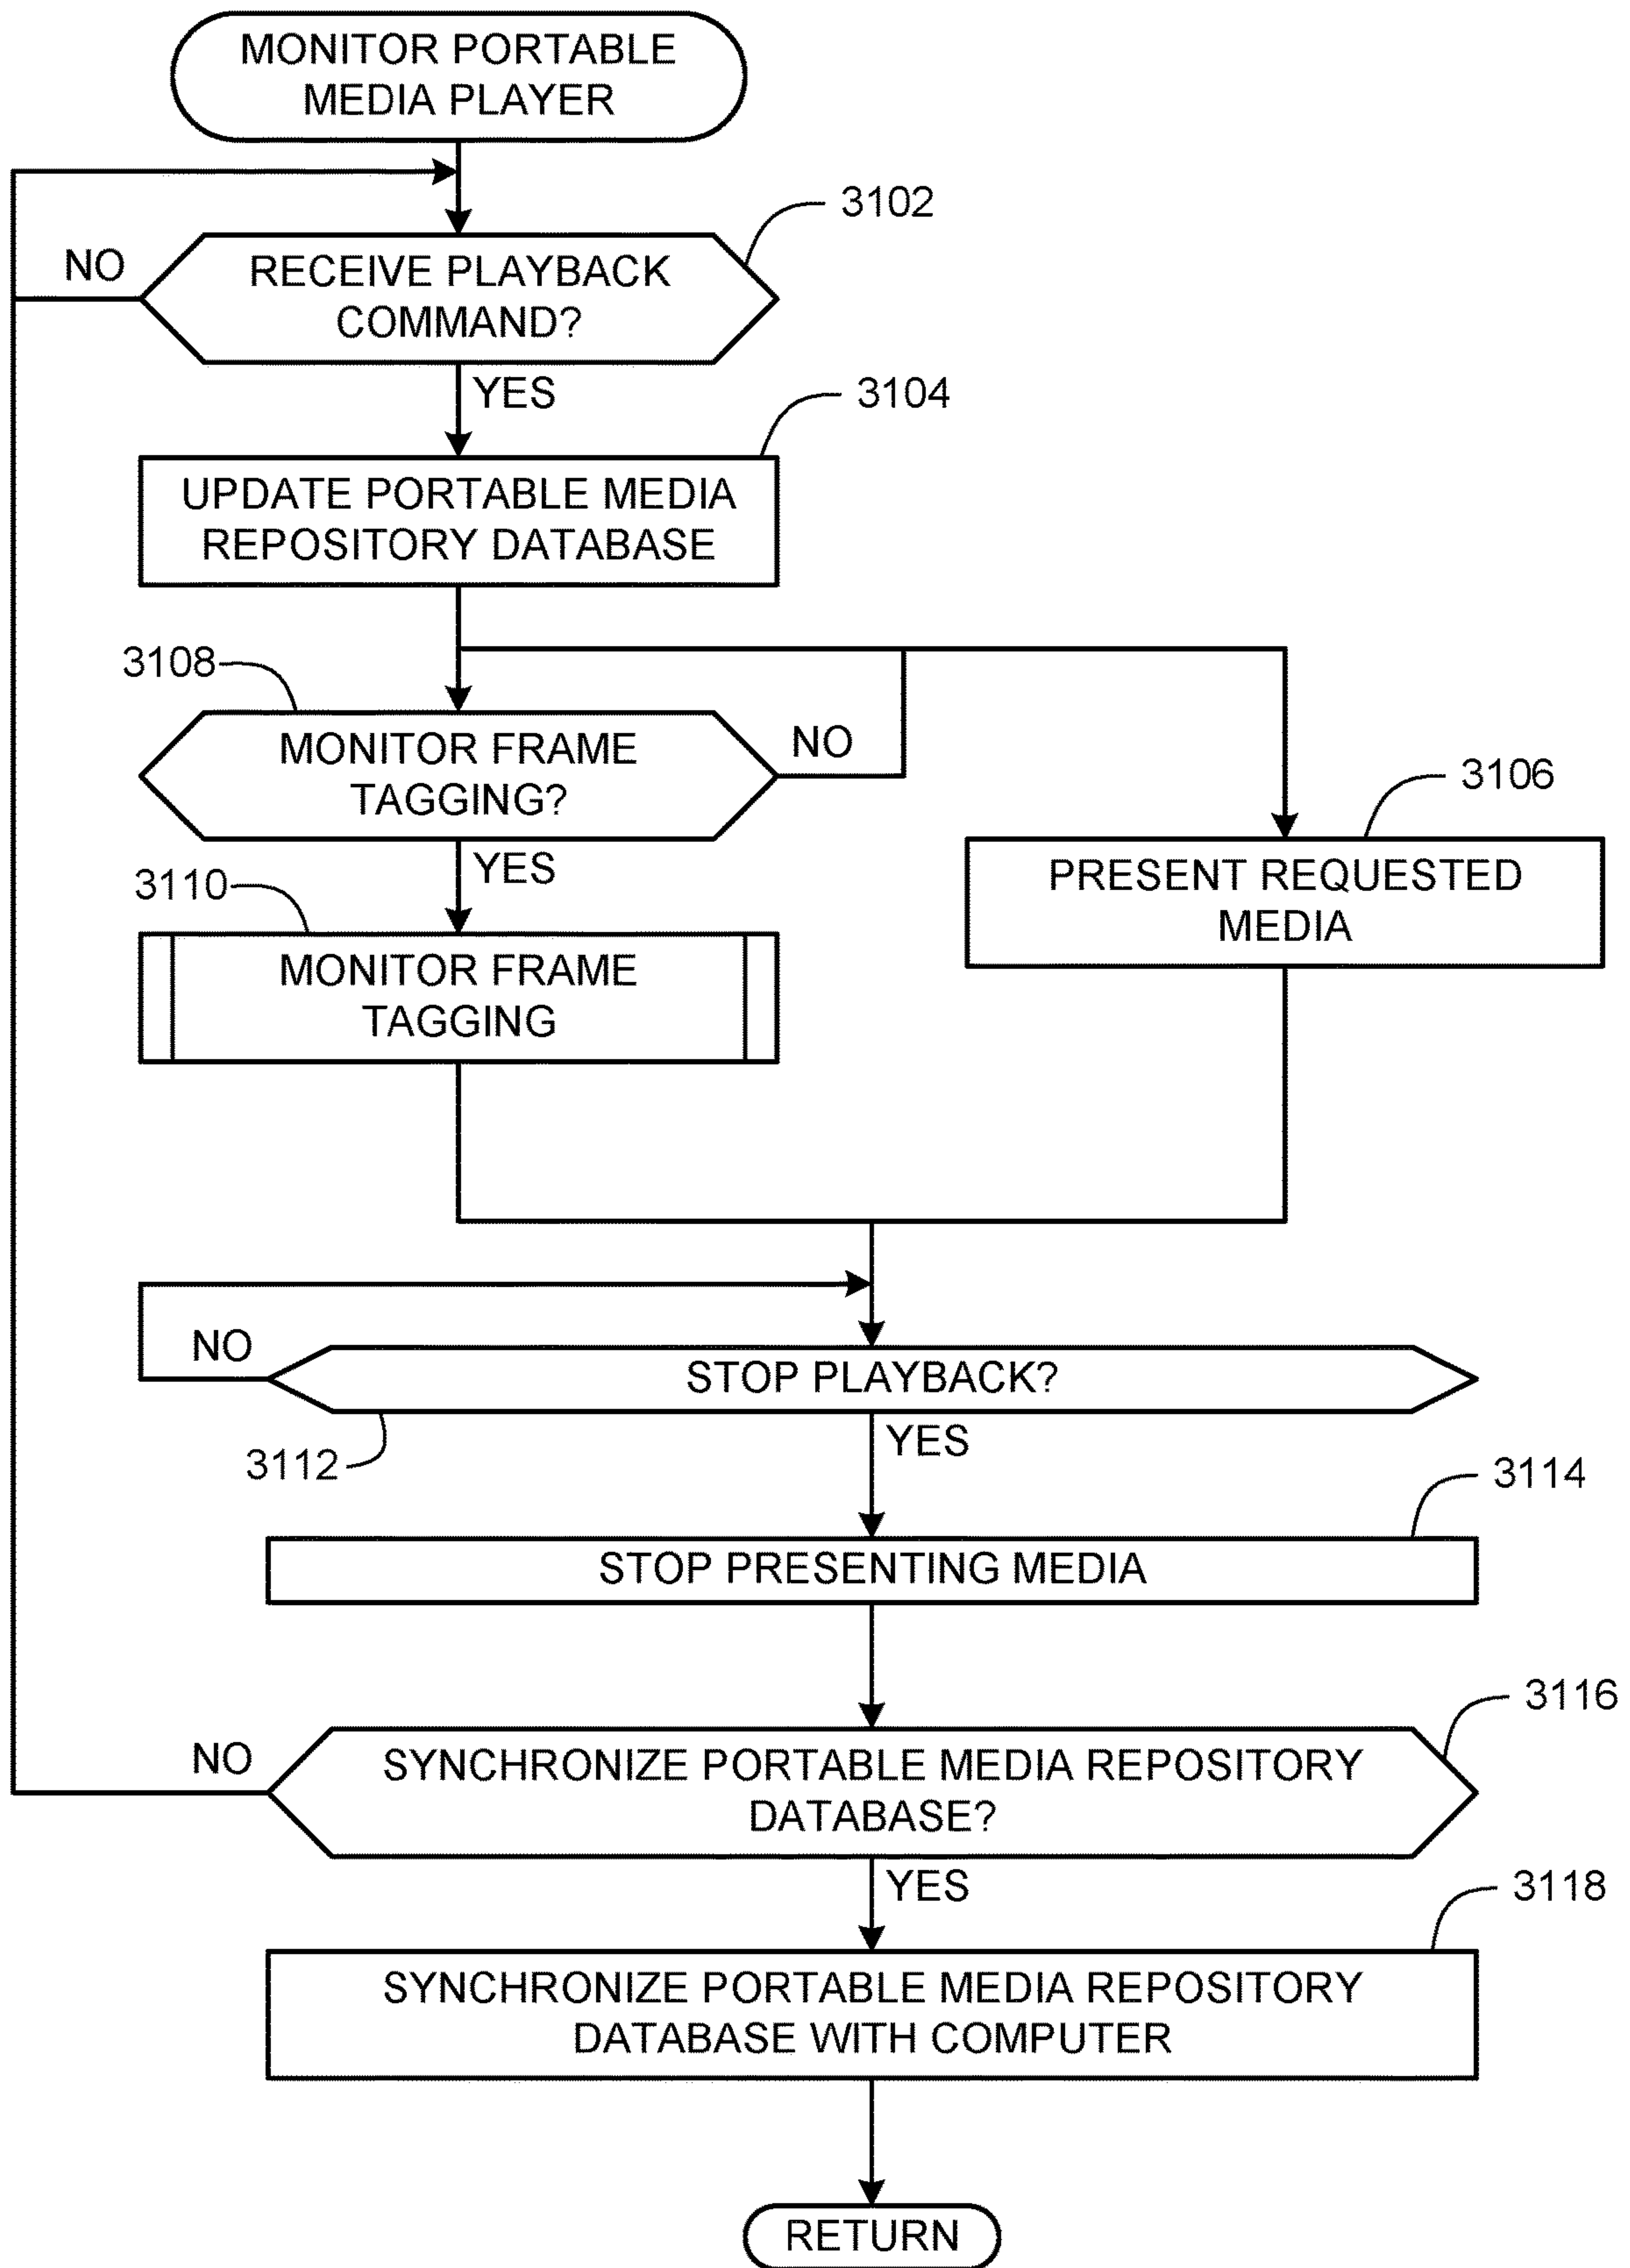 MONITOR PORTABLE
MEDIA PLAYER
3102
NO
RECEIVE PLAYBACK
COMMAND?
YES
3104
UPDATE PORTABLE MEDIA
REPOSITORY DATABASE
3108
MONITOR FRAME
TAGGING?
NO
3106
YES
PRESENT REQUESTED
MEDIA
3110
MONITOR FRAME
TAGGING
NO
STOP PLAYBACK?
3112
YES
3114
STOP PRESENTING MEDIA
3116
NO
SYNCHRONIZE PORTABLE MEDIA REPOSITORY
DATABASE?
YES
3118
SYNCHRONIZE PORTABLE MEDIA REPOSITORY
DATABASE WITH COMPUTER
RETURN